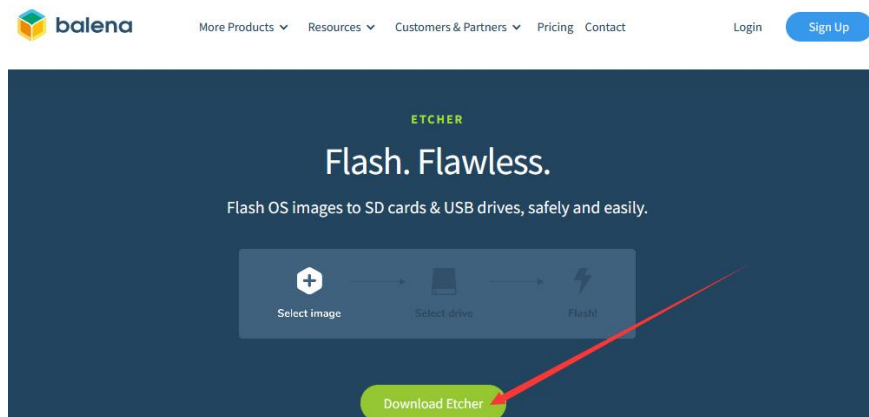 balena More Products Resources Customers & Partners Pricing Contact Login Sign Up
ETCHER
Flash. Flawless.
Flash OS images to SD cards & USB drives, safely and easily.
Select image Select drive Flash!
Download Etcher